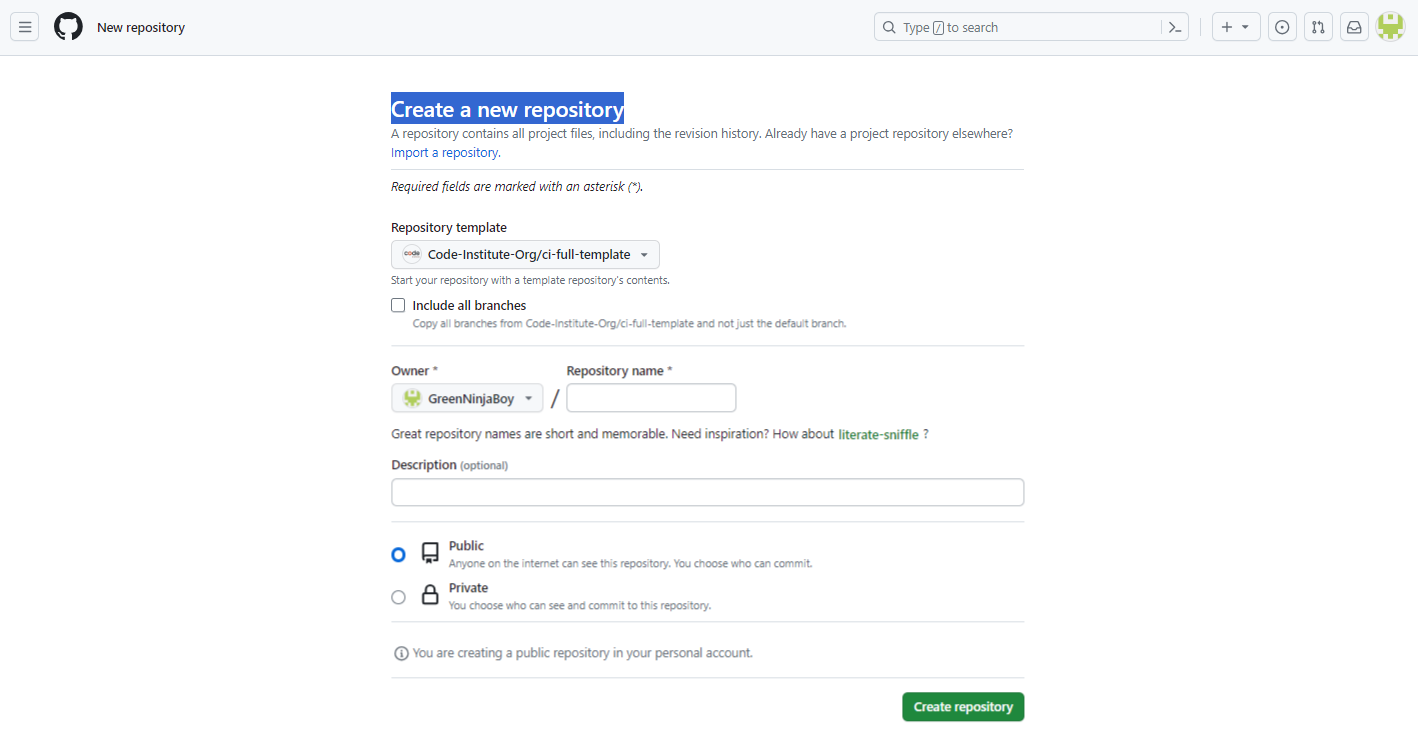 New repository
Type / to search
Create a new repository
A repository contains all project files, including the revision history. Already have a project repository elsewhere?
Import a repository.
Required fields are marked with an asterisk (*).
Repository template
code
Code-Institute-Org/ci-full-template
Start your repository with a template repository's contents.
Include all branches
Copy all branches from Code-Institute-Org/ci-full-template and not just the default branch.
Owner * Repository name *
GreenNinjaBoy /
Great repository names are short and memorable. Need inspiration? How about literate-sniffle ?
Description (optional)
Public
Anyone on the internet can see this repository. You choose who can commit.
Private
You choose who can see and commit to this repository.
You are creating a public repository in your personal account.
Create repository